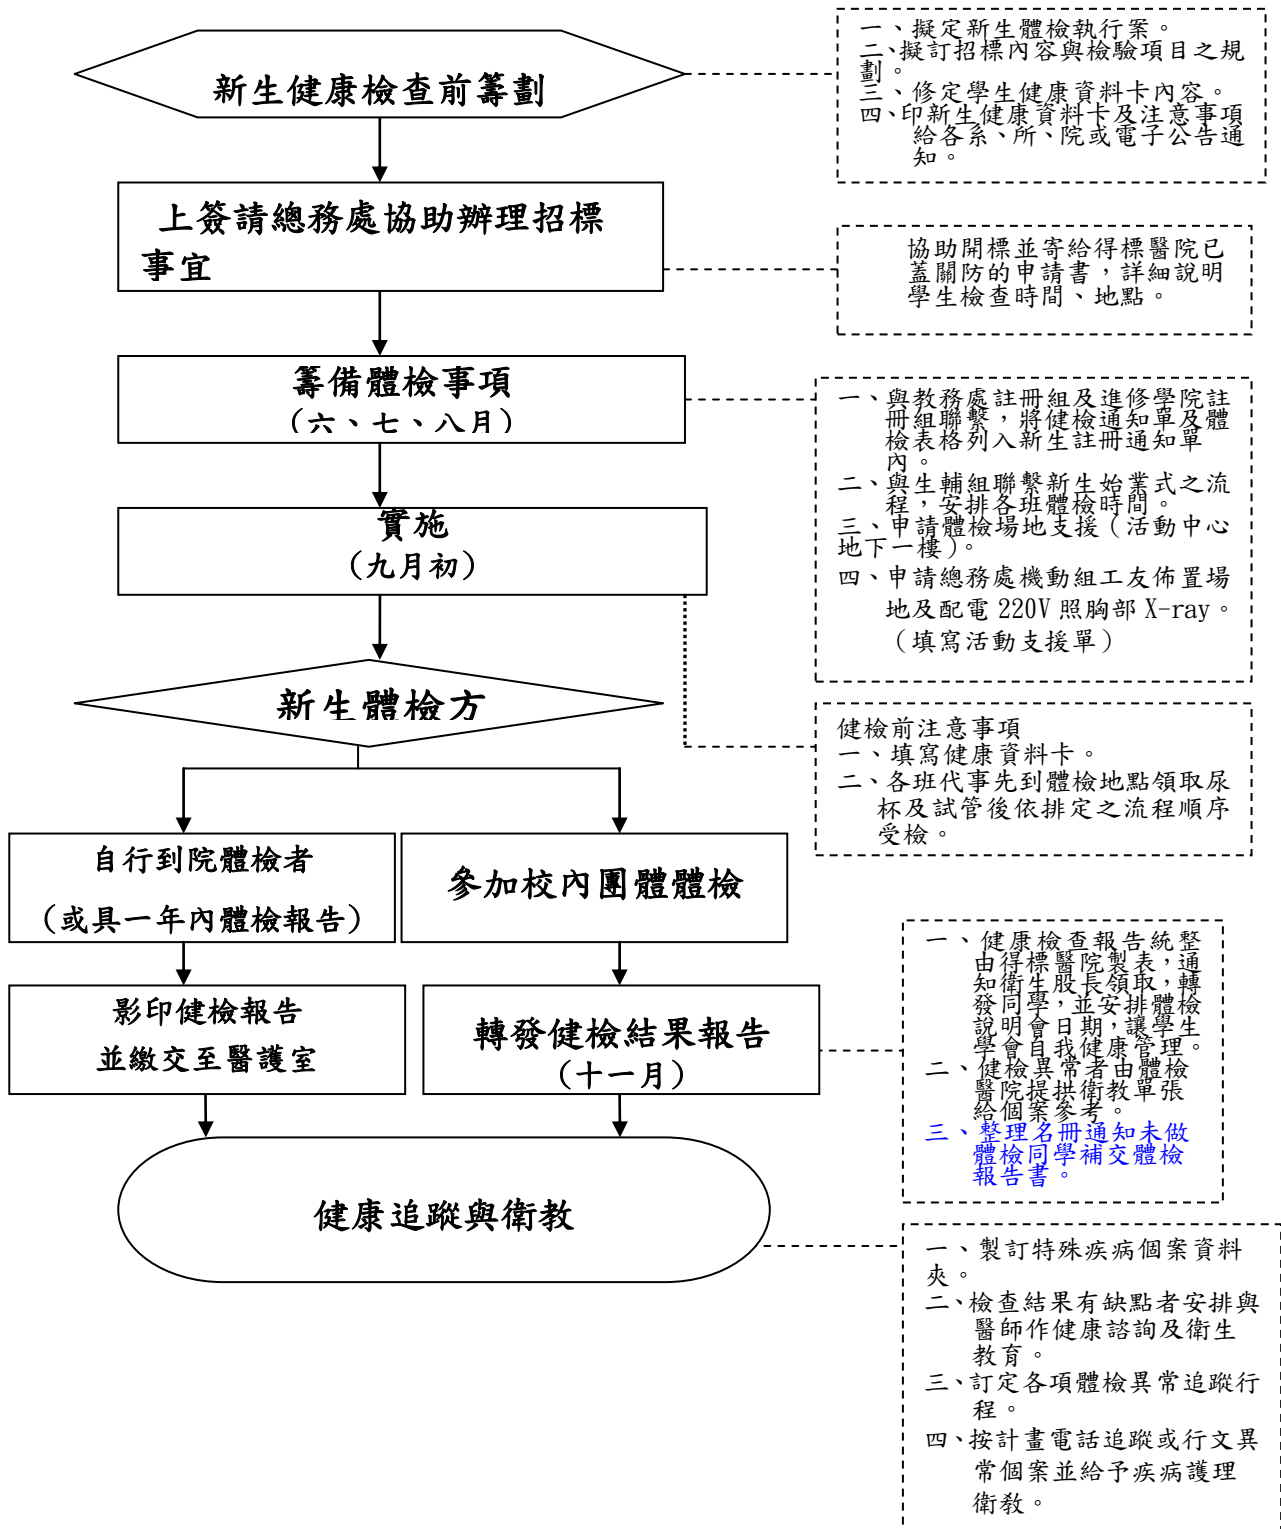 新生健康檢查前籌劃
一、擬定新生體檢執行案。
二、擬訂招標內容與檢驗項目之規
劃。
三、修定學生健康資料卡內容。
四、印新生健康資料卡及注意事項
給各系、所、院或電子公告通
知。
上簽請總務處協助辦理招標
事宜
協助開標並寄給得標醫院已
蓋關防的申請書，詳細說明
學生檢查時間、地點。
籌備體檢事項
(六、七、八月)
一、與教務處註冊組及進修學院註
冊組聯繫，將健檢通知單及體
檢表格列入新生註冊通知單
內。
二、與生輔組聯繫新生始業式之流
程，安排各班體檢時間。
三、申請體檢場地支援（活動中心
地下一樓）。
四、申請總務處機動組工友佈置場
地及配電 220V 照胸部 X-ray。
（填寫活動支援單）
實施
(九月初)
健檢前注意事項
一、填寫健康資料卡。
二、各班代事先到體檢地點領取尿
杯及試管後依排定之流程順序
受檢。
新生體檢方
自行到院體檢者
(或具一年內體檢報告)
參加校內團體體檢
影印健檢報告
並繳交至醫護室
轉發健檢結果報告
(十一月)
一、健康檢查報告統整
由得標醫院製表，通
知衛生股長領取，轉
發同學，並安排體檢
說明會日期，讓學生
學會自我健康管理。
二、健檢異常者由體檢
醫院提拱衛教單張
給個案參考。
三、整理名冊通知未做
體檢同學補交體檢
報告書。
健康追蹤與衛教
一、製訂特殊疾病個案資料
夾。
二、檢查結果有缺點者安排與
醫師作健康諮詢及衛生
教育。
三、訂定各項體檢異常追蹤行
程。
四、按計畫電話追蹤或行文異
常個案並給予疾病護理
衛教。